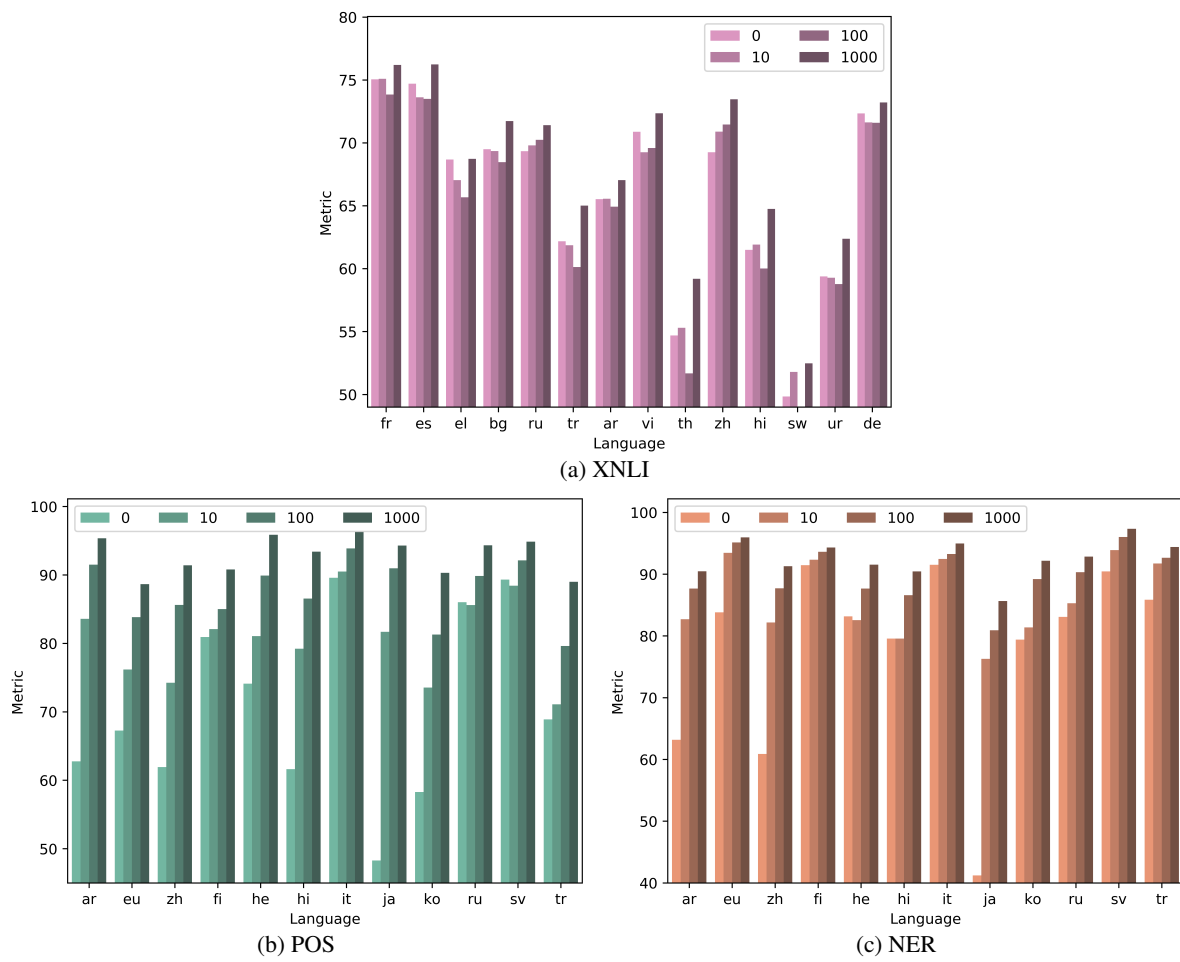 80
75
70
65
60
55
50
Metric
0 100
10 1000
fr es el bg ru tr ar vi th zh hi sw ur de
Language
(a) XNLI
100
90
80
70
60
50
Metric
0 10 100 1000
ar eu zh fi he hi it ja ko ru sv tr
Language
(b) POS
100
90
80
70
60
50
40
Metric
0 10 100 1000
ar eu zh fi he hi it ja ko ru sv tr
Language
(c) NER